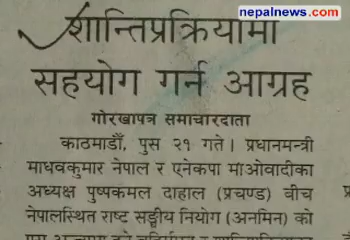 nepalnews.com
शान्तिप्रक्रियामा
सहयोग गर्न आग्रह
गोरखापत्र समाचारदाता
काठमाडौँ, पुस २१ गते । प्रधानमन्त्री
माधवकुमार नेपाल र एनेकपा माओवादीका
अध्यक्ष पुष्पकमल दाहाल (प्रचण्ड) बीच
नेपालस्थित राष्ट सङ्घीय नियोग (अनमिन) को